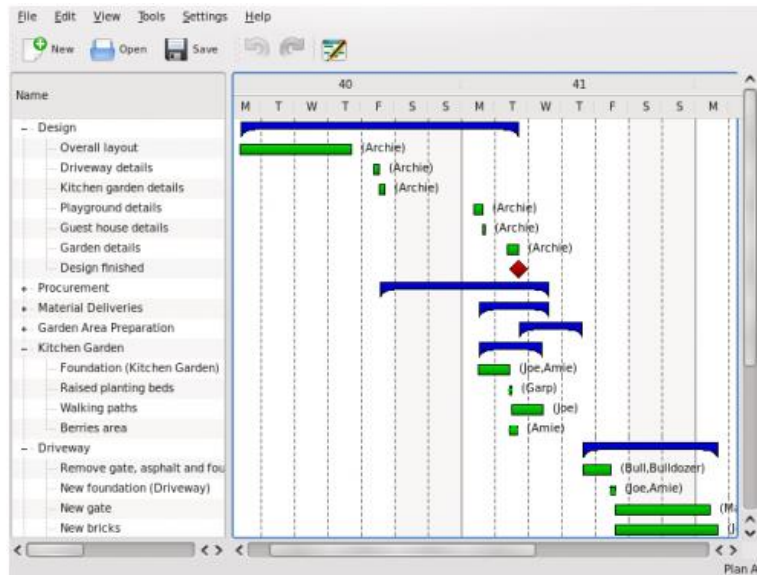 File Edit View Tools Settings Help
New Open Save
Name
40 41
M T W T F S S M T W T F S S M
Design
Overall layout (Archie)
Driveway details (Archie)
Kitchen garden details (Archie)
Playground details (Archie)
Guest house details (Archie)
Garden details (Archie)
Design finished
Procurement
Material Deliveries
Garden Area Preparation
Kitchen Garden
Foundation (Kitchen Garden) (Joe,Amie)
Raised planting beds (Garp)
Walking paths (Joe)
Berries area (Amie)
Driveway
Remove gate, asphalt and fou (Bull,Bulldozer)
New foundation (Driveway) (Joe,Amie)
New gate
New bricks
Plan A